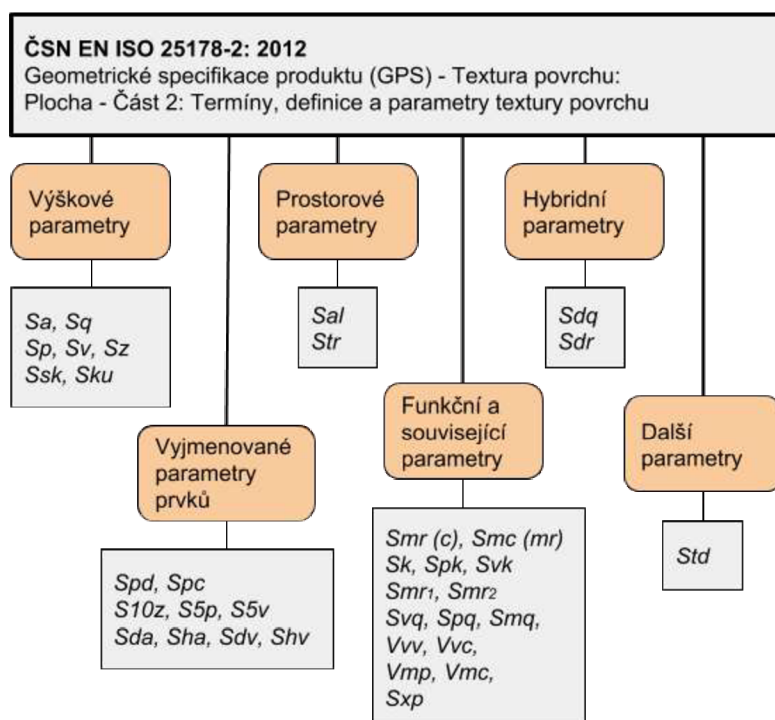 ČSN EN ISO 25178-2: 2012
Geometrické specifikace produktu (GPS) - Textura povrchu:
Plocha - Část 2: Termíny, definice a parametry textury povrchu
Výškové
parametry
Sa, Sq
Sp, Sv, Sz
Ssk, Sku
Prostorové
parametry
Sal
Str
Hybridní
parametry
Sdq
Sdr
Vyjmenované
parametry
prvků
Spd, Spc
S10z, S5p, S5v
Sda, Sha, Sdv, Shv
Funkční a
související
parametry
Smr (c), Smc (mr)
Sk, Spk, Svk
Smr1, Smr2
Svq, Spq, Smq,
Vvv, Vvc,
Vmp, Vmc,
Sxp
Další
parametry
Std